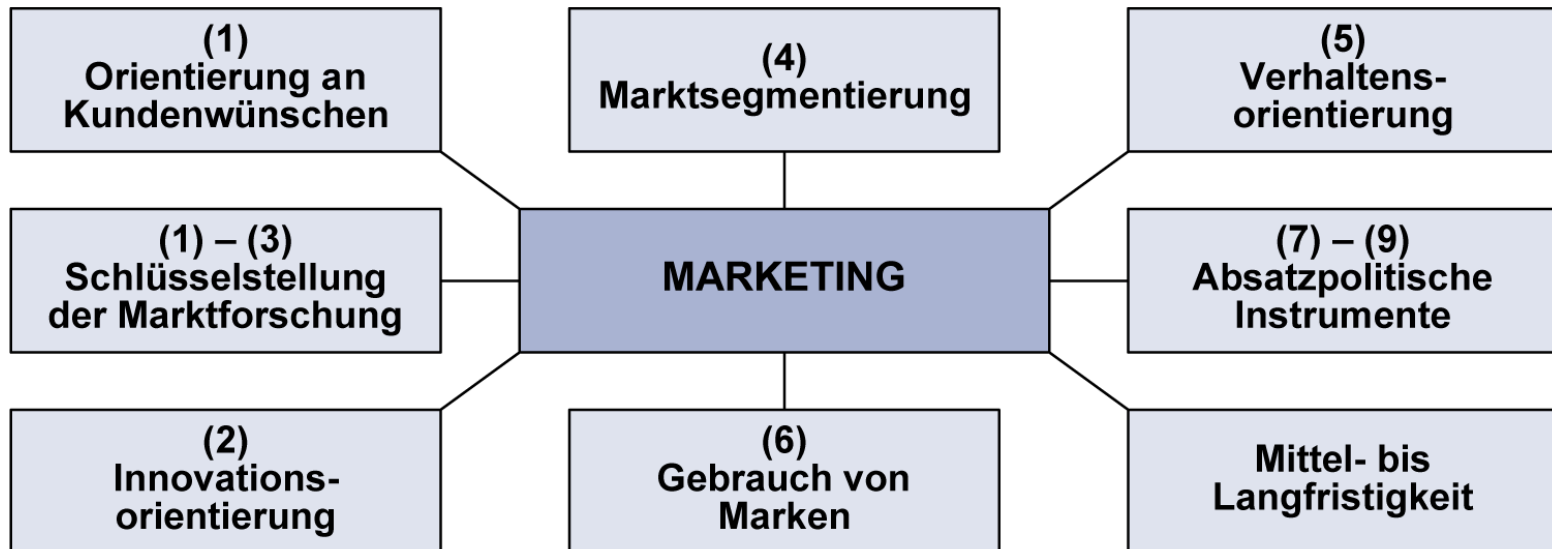 (1)
Orientierung an
Kundenwünschen
(4)
Marktsegmentierung
(5)
Verhaltens-
orientierung
(1) – (3)
Schlüsselstellung
der Marktforschung
MARKETING
(7) – (9)
Absatzpolitische
Instrumente
(2)
Innovations-
orientierung
(6)
Gebrauch von
Marken
Mittel- bis
Langfristigkeit